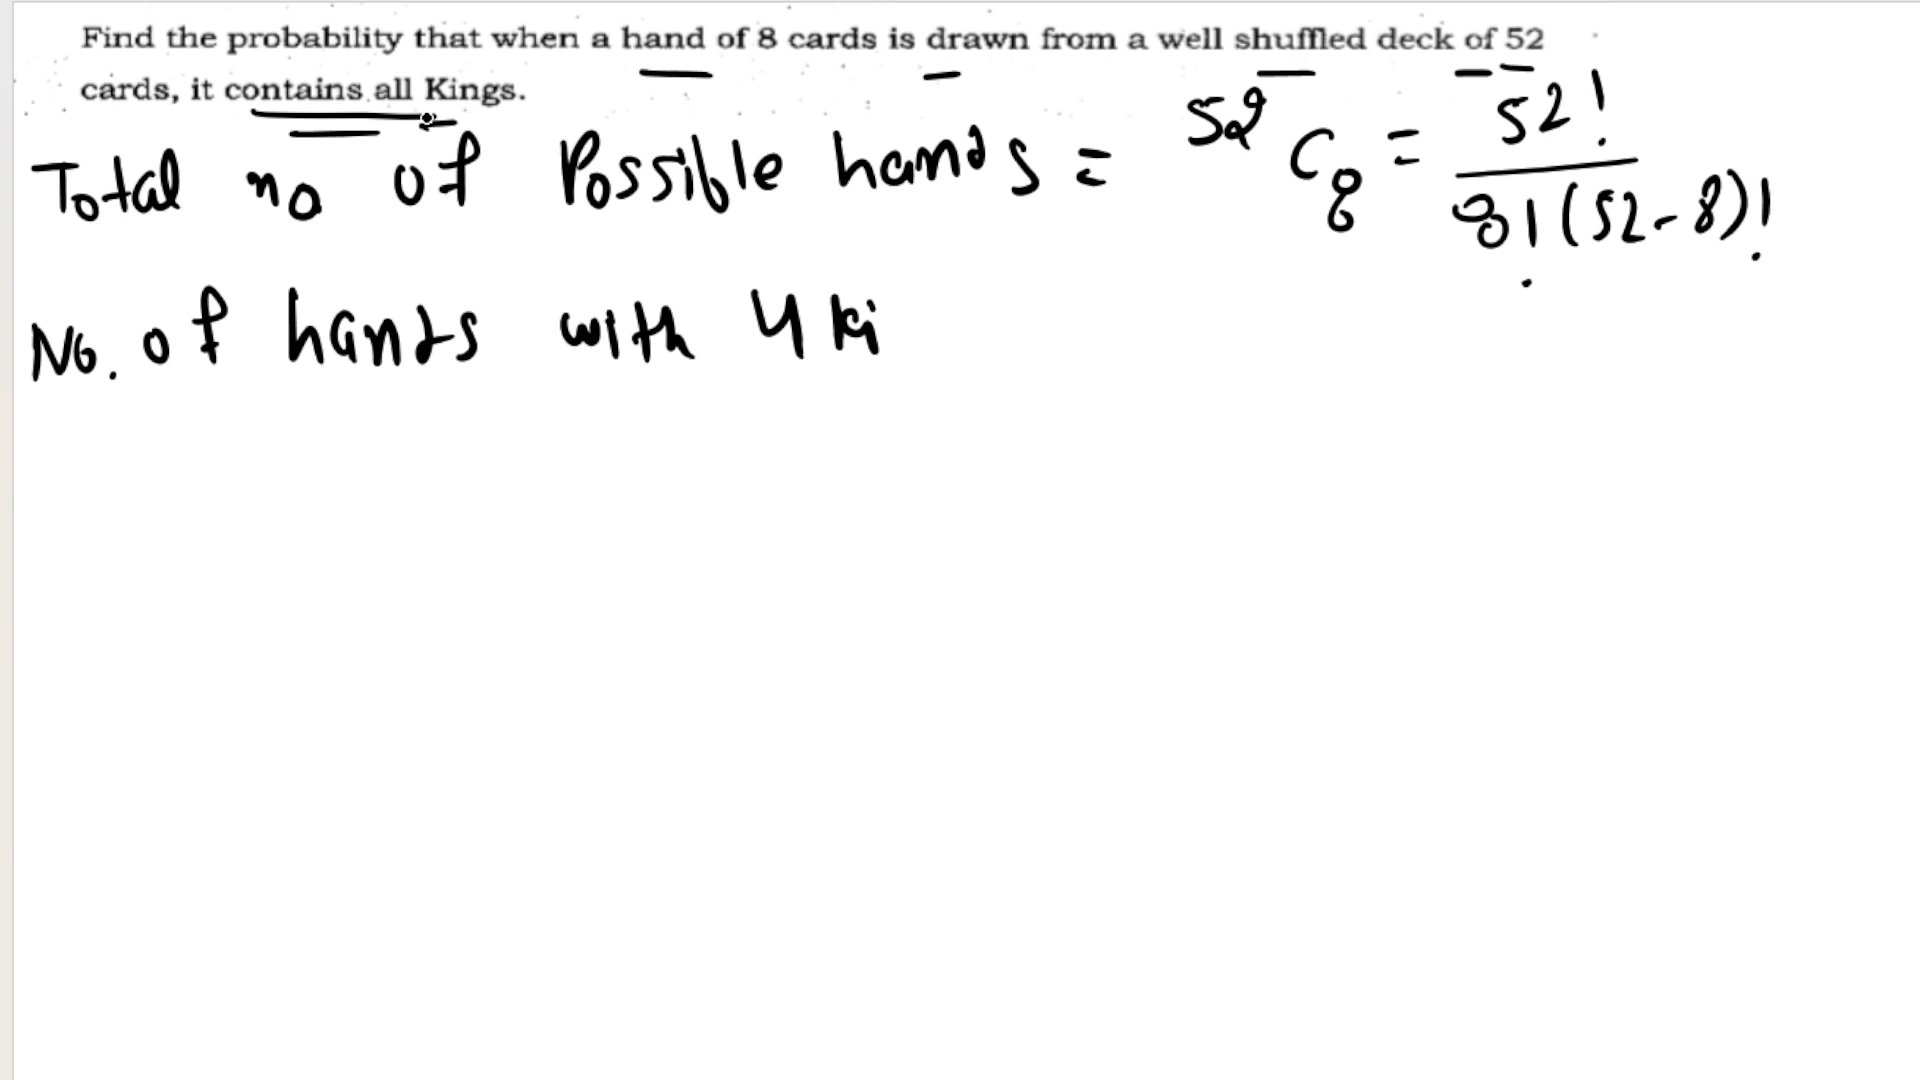 Find the probability that when a hand of 8 cards is drawn from a well shuffled deck of 52
cards, it contains all Kings.
Total no of Possible hands = ⁵²C₈ = 52! / 8!(52-8)!
No. of hands with 4 ki